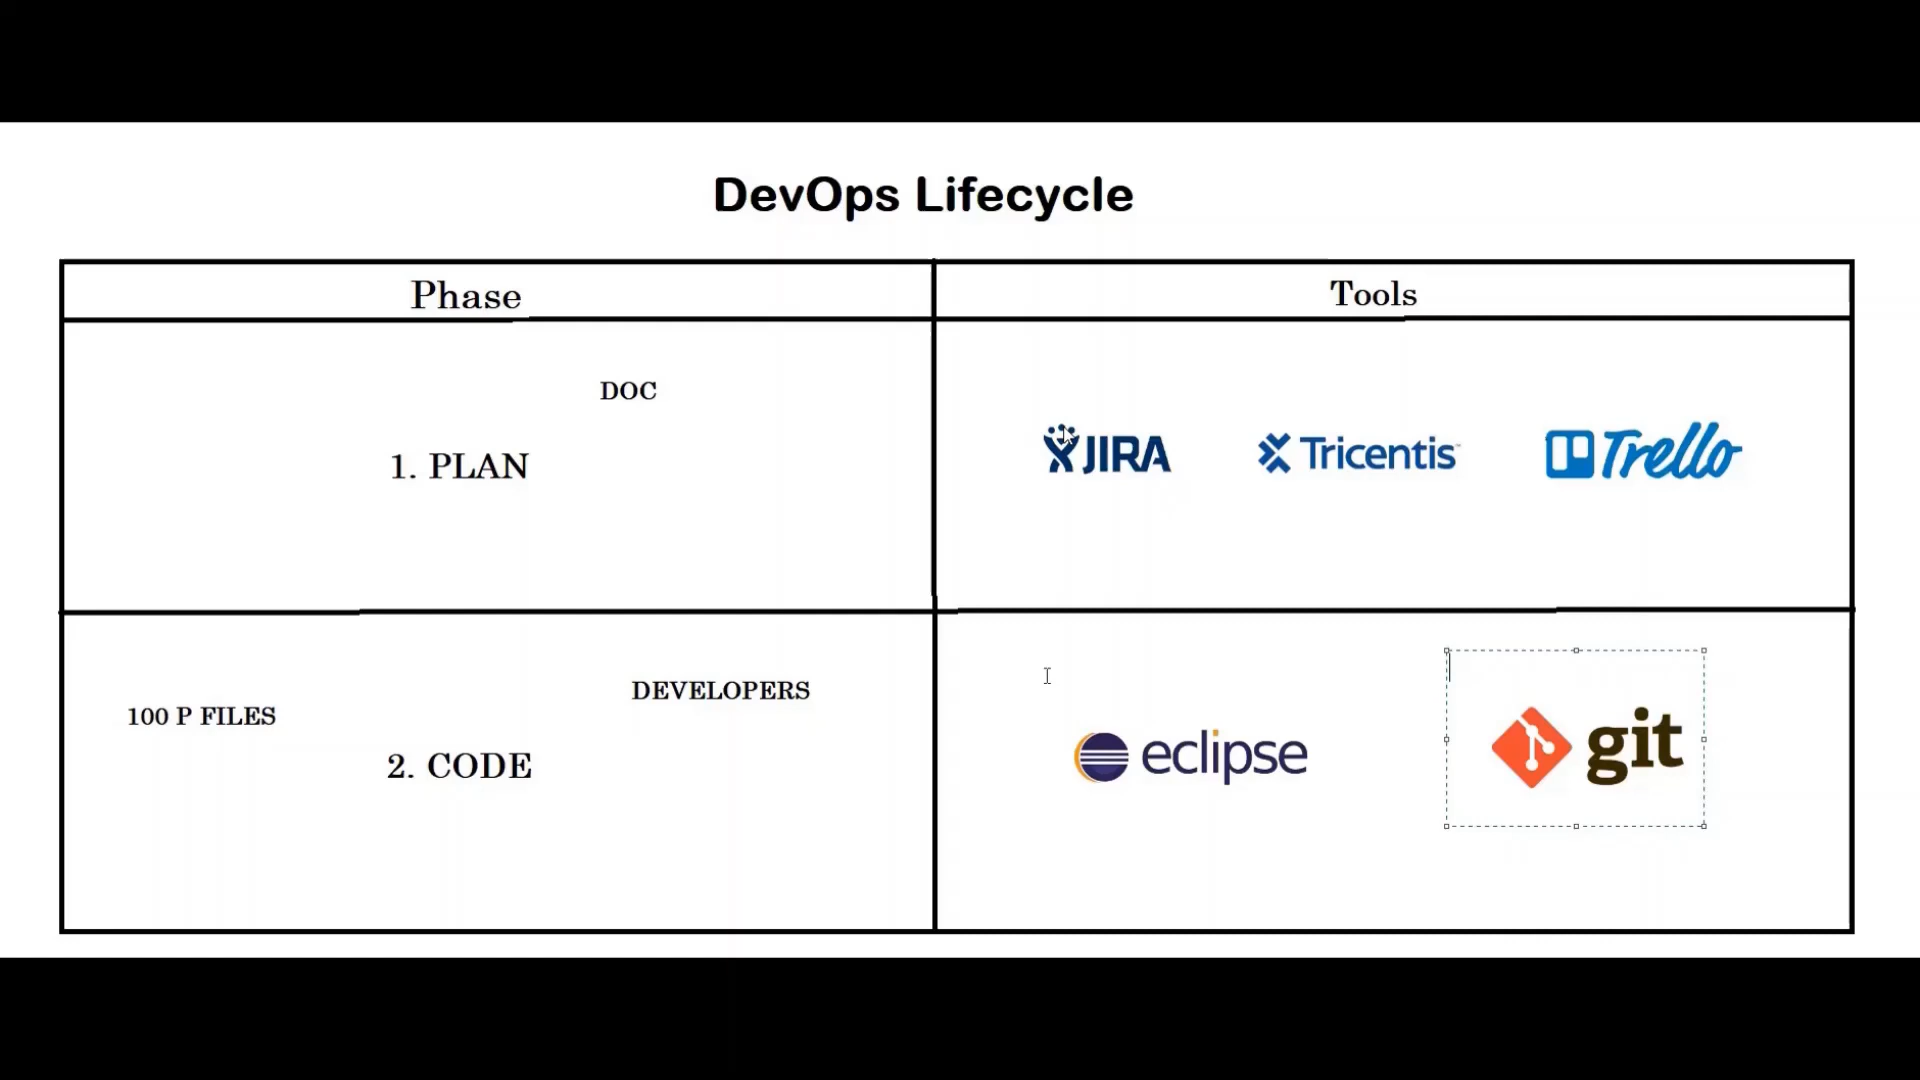 DevOps Lifecycle
Phase
Tools
DOC
1. PLAN
JIRA
Tricentis
Trello
100 P FILES
DEVELOPERS
2. CODE
eclipse
git